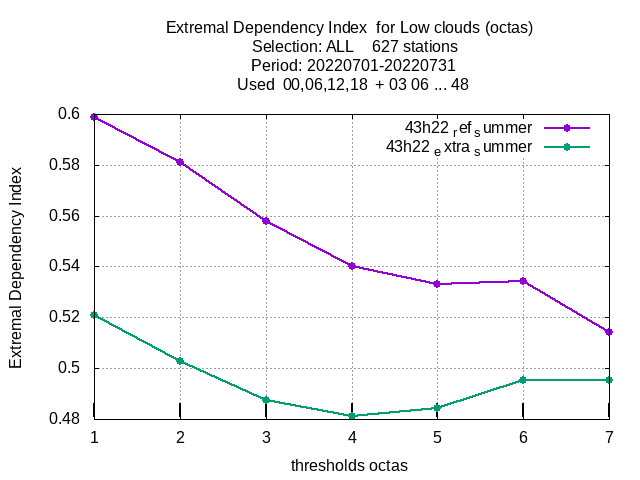 Extremal Dependency Index  for Low clouds (octas)
Selection: ALL    627 stations
Period: 20220701-20220731
Used  00,06,12,18  + 03 06 ... 48
43h22 ref summer
43h22 extra summer
Extremal Dependency Index
0.6
0.58
0.56
0.54
0.52
0.5
0.48
1 2 3 4 5 6 7
thresholds octas